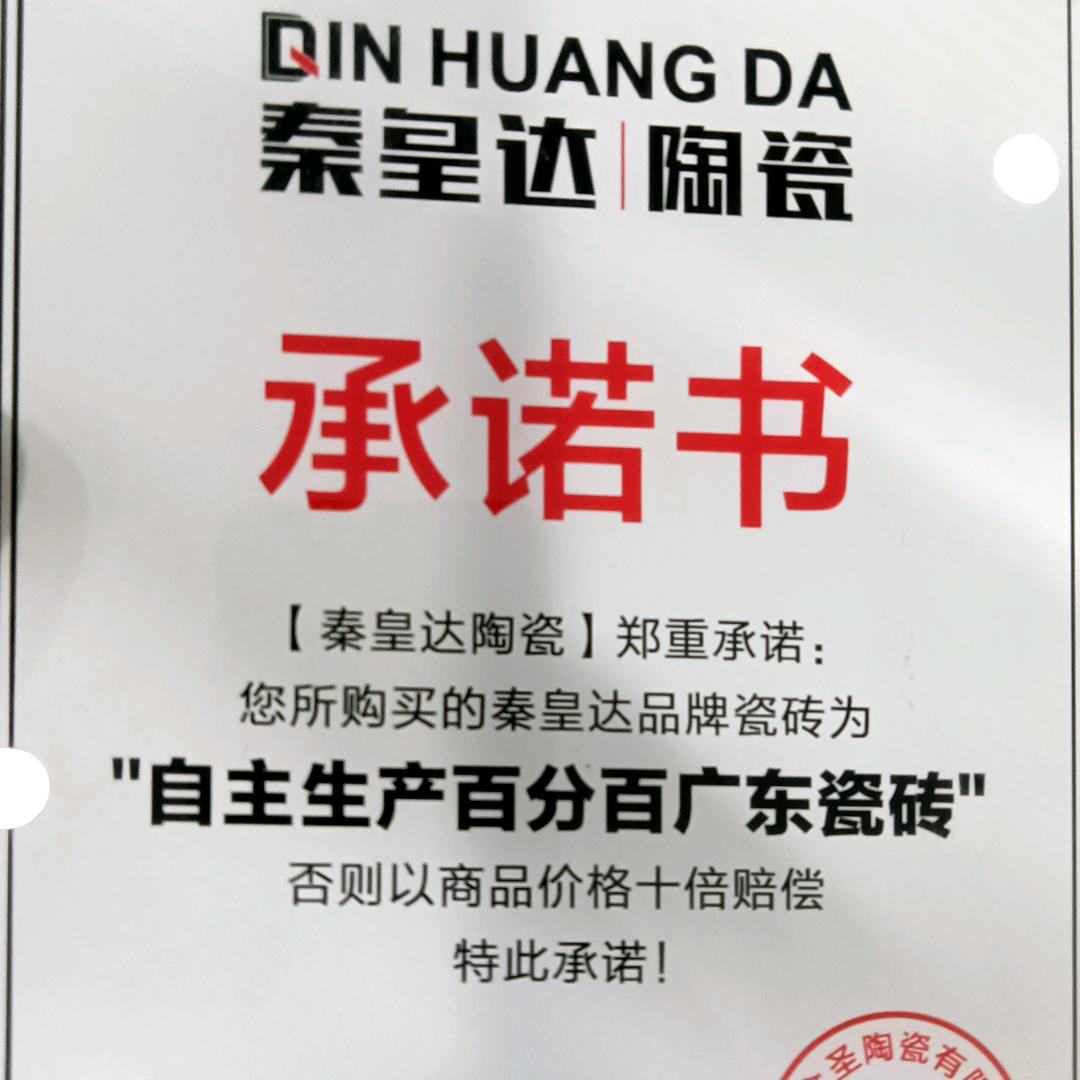 QIN HUANG DA
秦皇达|陶瓷
承诺书
【秦皇达陶瓷】郑重承诺：
您所购买的秦皇达品牌瓷砖为
"自主生产百分百广东瓷砖"
否则以商品价格十倍赔偿
特此承诺！
圣陶瓷有限